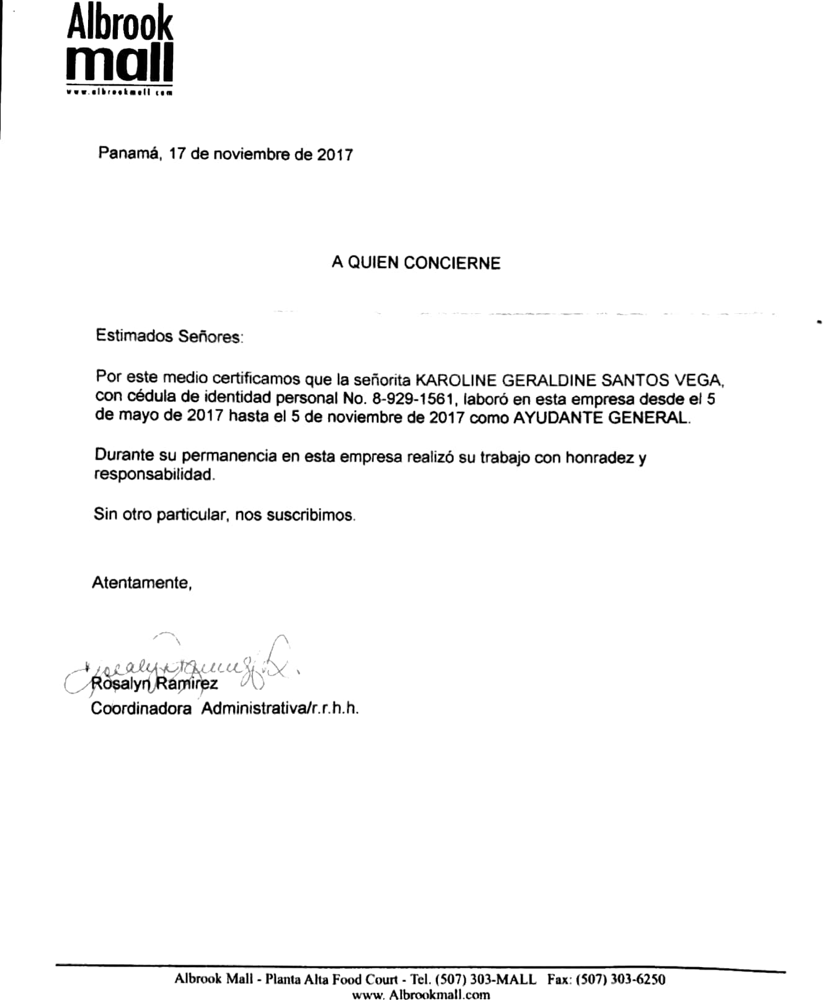 Albrook
mall
www.albrookmall com
Panamá, 17 de noviembre de 2017
A QUIEN CONCIERNE
Estimados Señores:
Por este medio certificamos que la señorita KAROLINE GERALDINE SANTOS VEGA,
con cédula de identidad personal No. 8-929-1561, laboró en esta empresa desde el 5
de mayo de 2017 hasta el 5 de noviembre de 2017 como AYUDANTE GENERAL.
Durante su permanencia en esta empresa realizó su trabajo con honradez y
responsabilidad.
Sin otro particular, nos suscribimos.
Atentamente,
Rosalyn Ramirez
Coordinadora Administrativa/r.r.h.h.
Albrook Mall - Planta Alta Food Court - Tel. (507) 303-MALL Fax: (507) 303-6250
www. Albrookmall.com